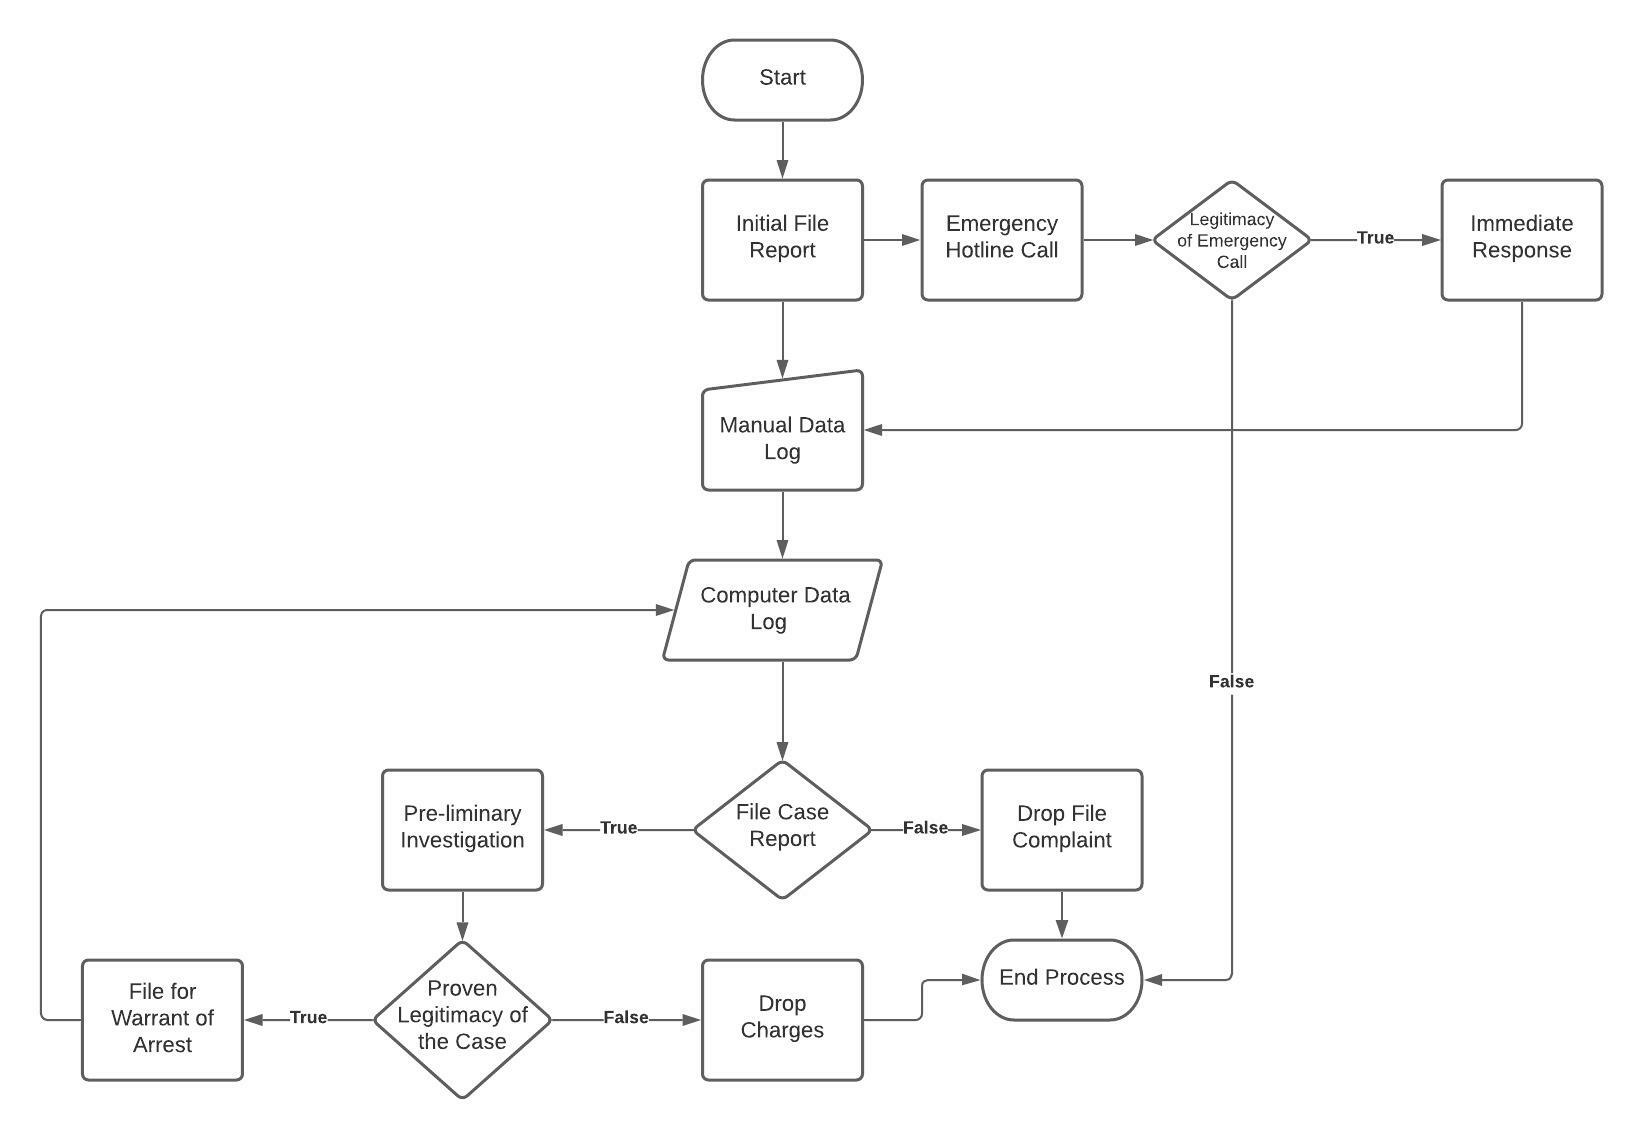 Start
Initial File
Report
Emergency
Hotline Call
Legitimacy
of Emergency
Call
True
Immediate
Response
Manual Data
Log
Computer Data
Log
False
Pre-liminary
Investigation
True
File Case
Report
False
Drop File
Complaint
File for
Warrant of
Arrest
True
Proven
Legitimacy of
the Case
False
Drop
Charges
End Process